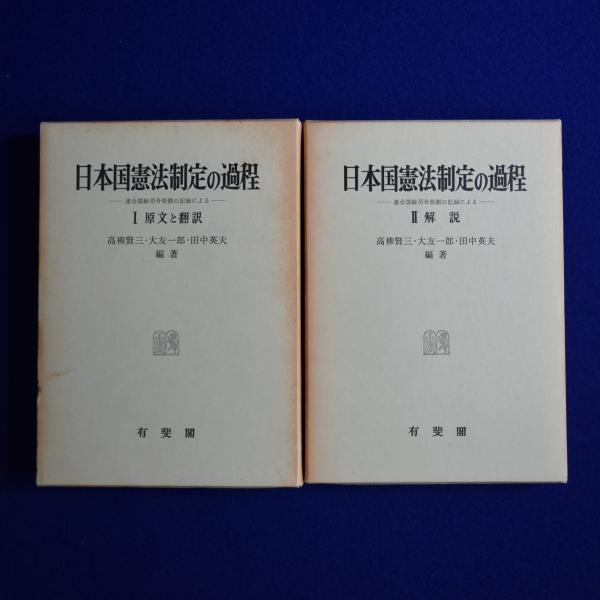 日本国憲法制定の過程
── 連合国総司令部側の記録による ──
I 原文と翻訳
高柳賢三・大友一郎・田中英夫
編著
有斐閣
日本国憲法制定の過程
── 連合国総司令部側の記録による ──
II 解説
高柳賢三・大友一郎・田中英夫
編著
有斐閣